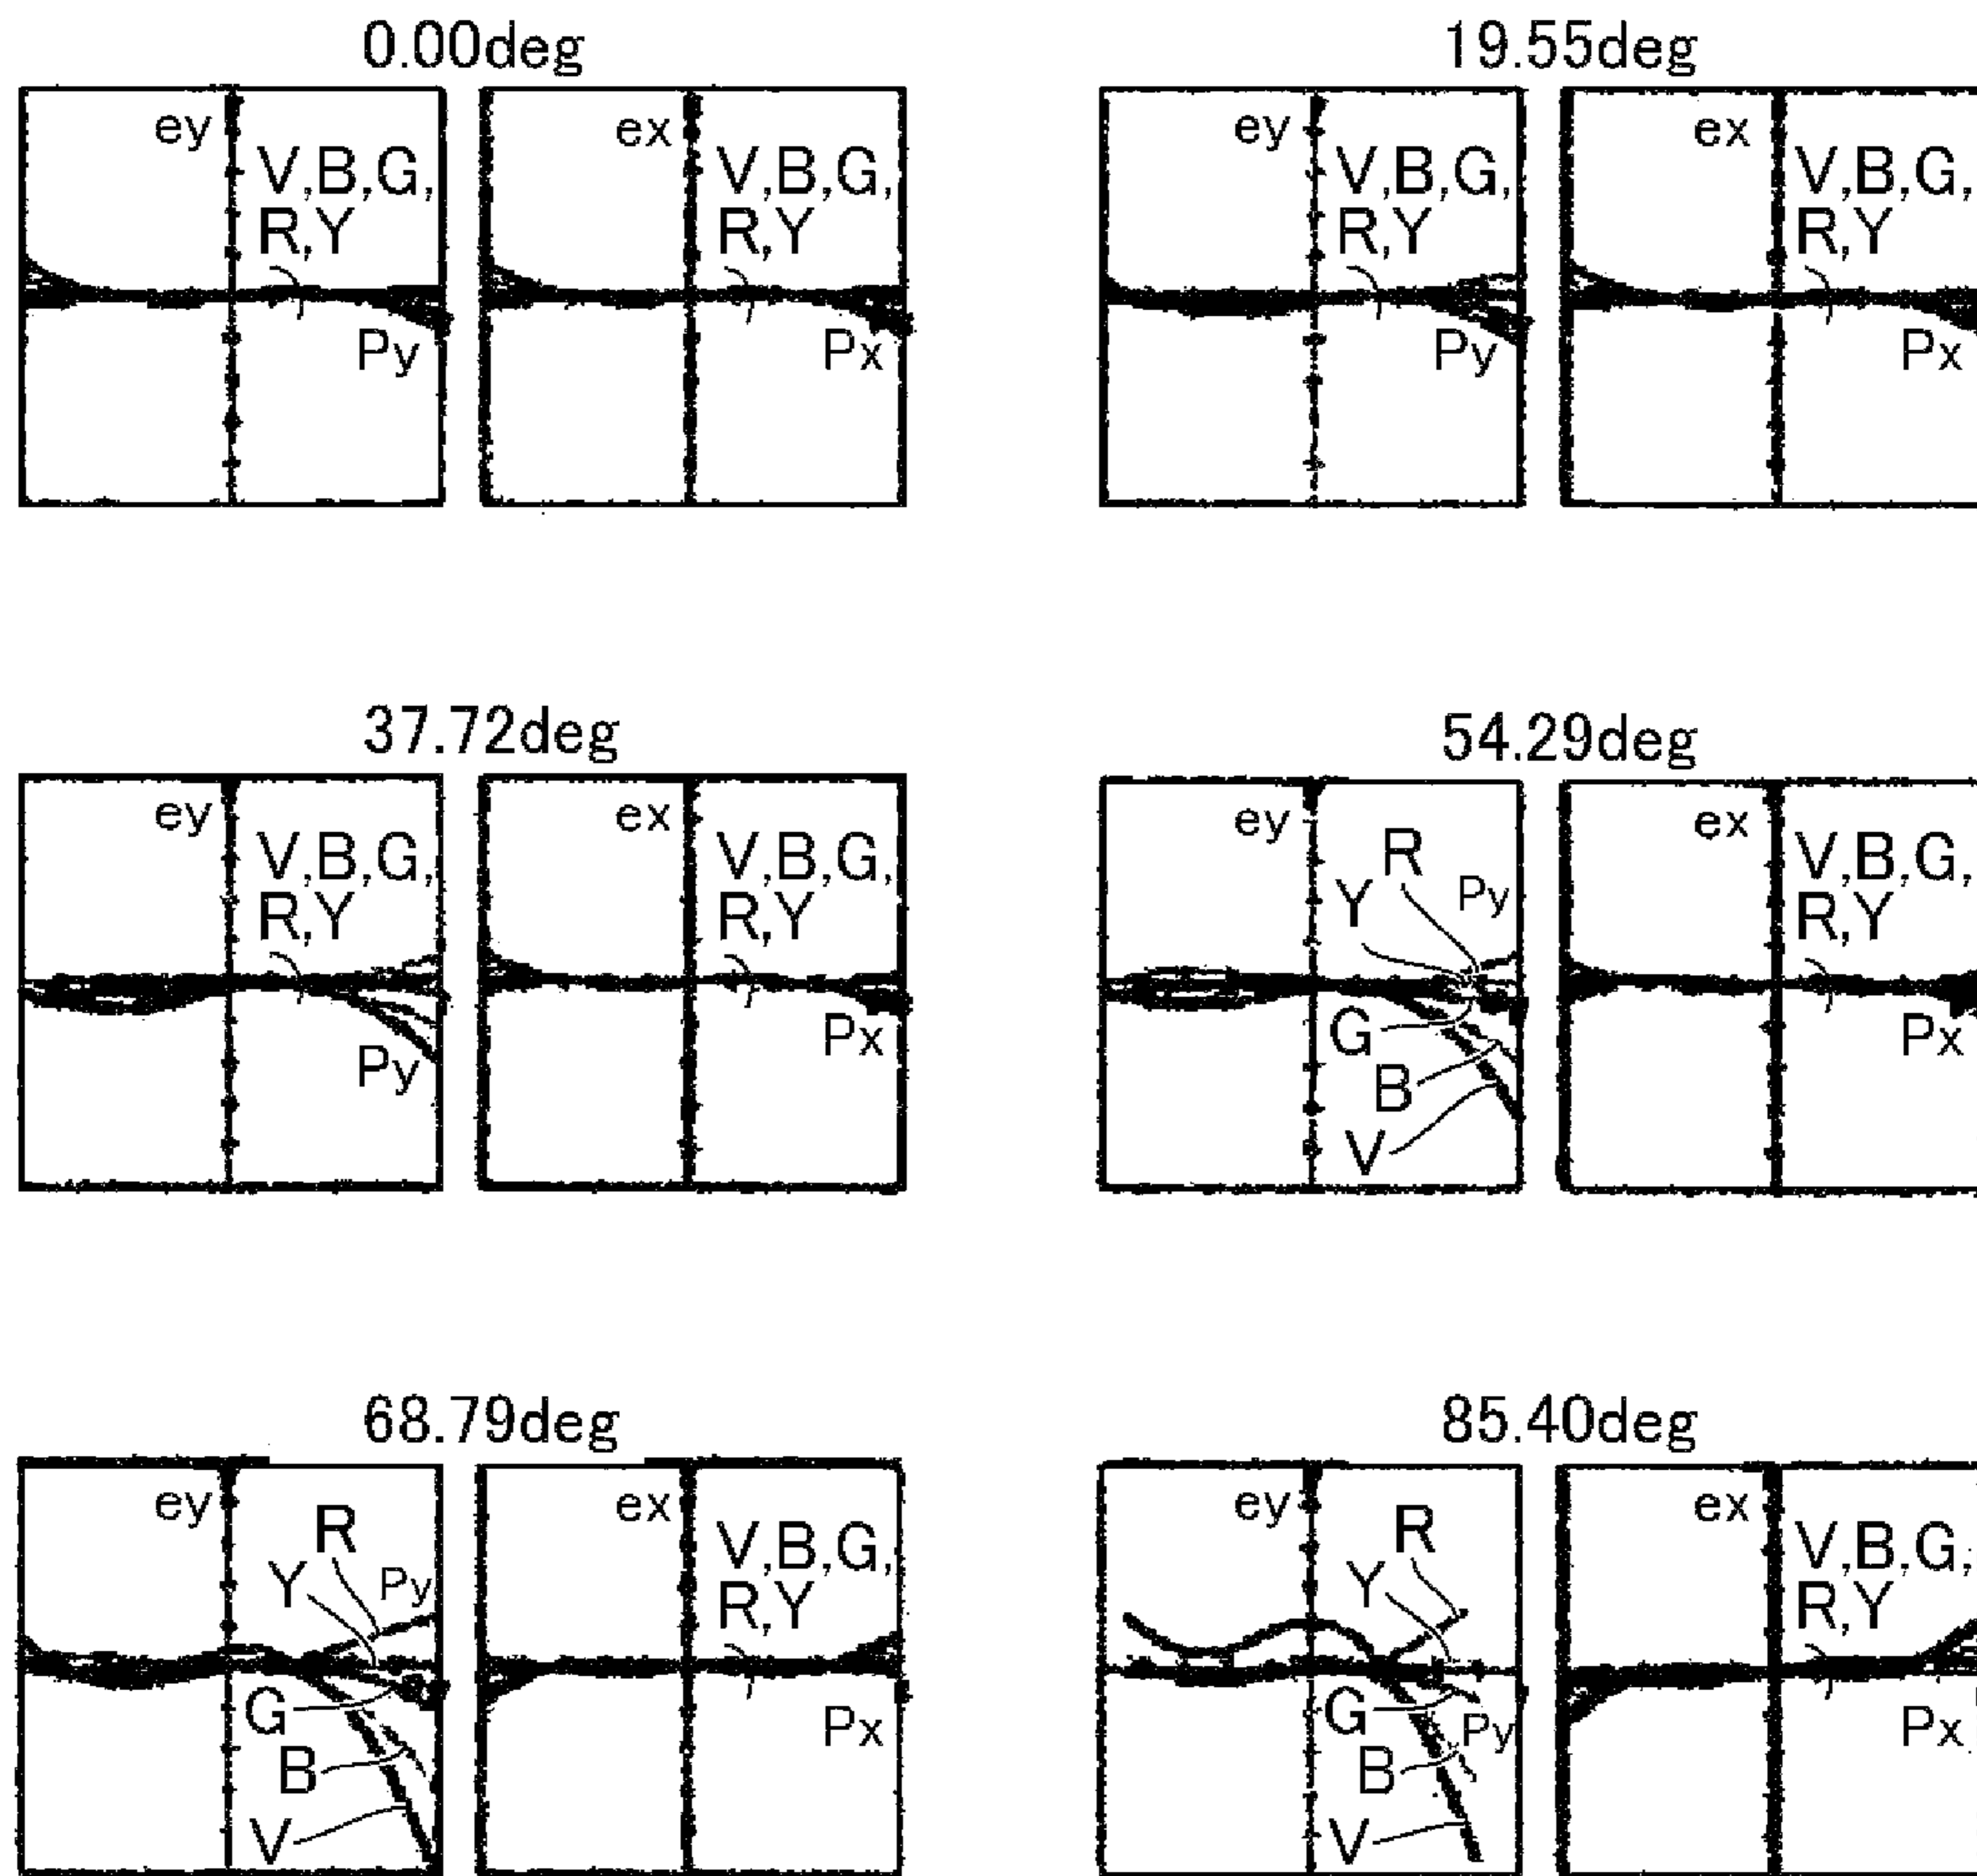 0.00deg
ey
V,B,G,
R,Y
Py
ex
V,B,G,
R,Y
Px
19.55deg
ey
V,B,G,
R,Y
Py
ex
V,B,G,
R,Y
Px
37.72deg
ey
V,B,G,
R,Y
Py
ex
V,B,G,
R,Y
Px
54.29deg
ey
R
Y
Py
G
B
V
ex
V,B,G,
R,Y
Px
68.79deg
ey
R
Y
Py
G
B
V
ex
V,B,G,
R,Y
Px
85.40deg
ey
R
Y
G
Py
B
V
ex
V,B,G,
R,Y
Px